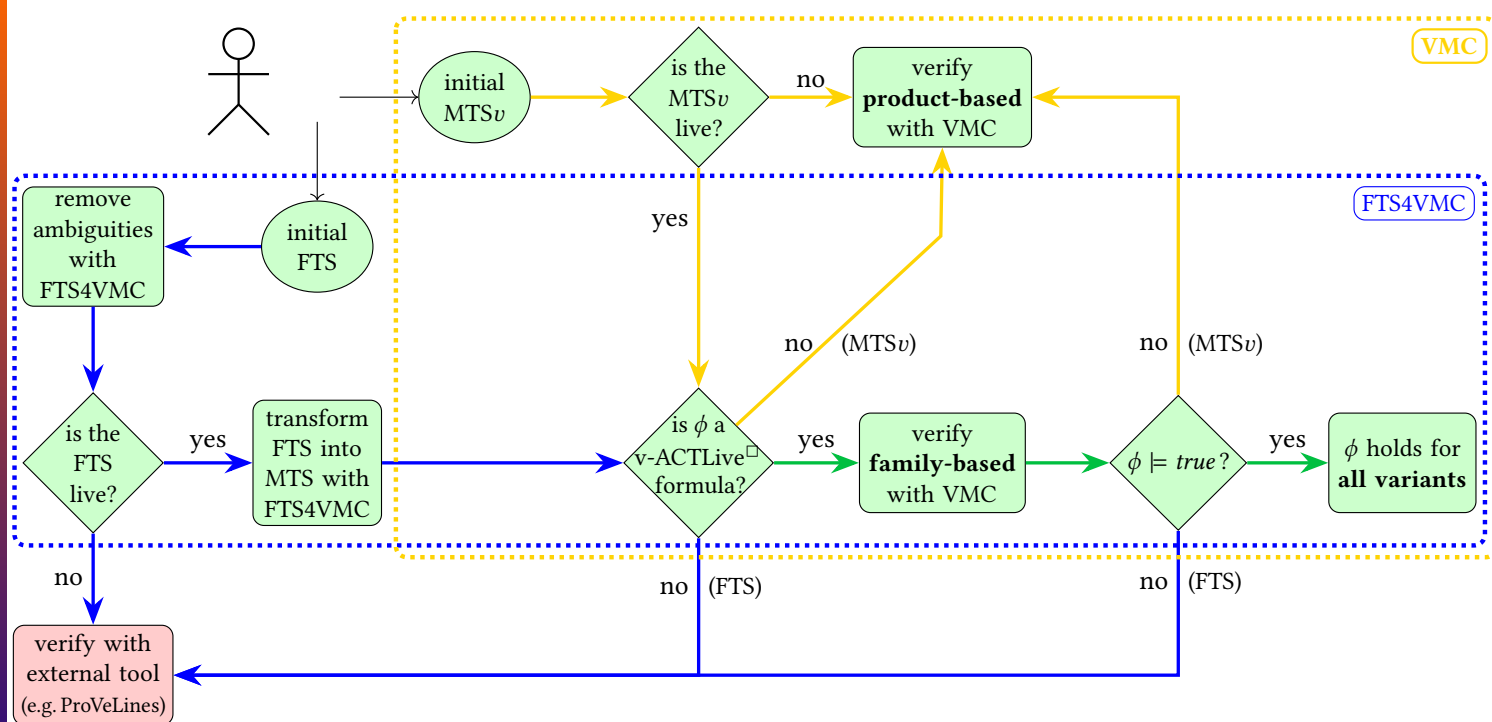 VMC
initial
MTSv
is the
MTSv
live?
no
verify
product-based
with VMC
FTS4VMC
remove
ambiguities
with
FTS4VMC
initial
FTS
yes
no (MTSv)
no (MTSv)
is the
FTS
live?
yes
transform
FTS into
MTS with
FTS4VMC
is ϕ a
v-ACTLive□
formula?
yes
verify
family-based
with VMC
ϕ |= true?
yes
ϕ holds for
all variants
no
no (FTS)
no (FTS)
verify with
external tool
(e.g. ProVeLines)